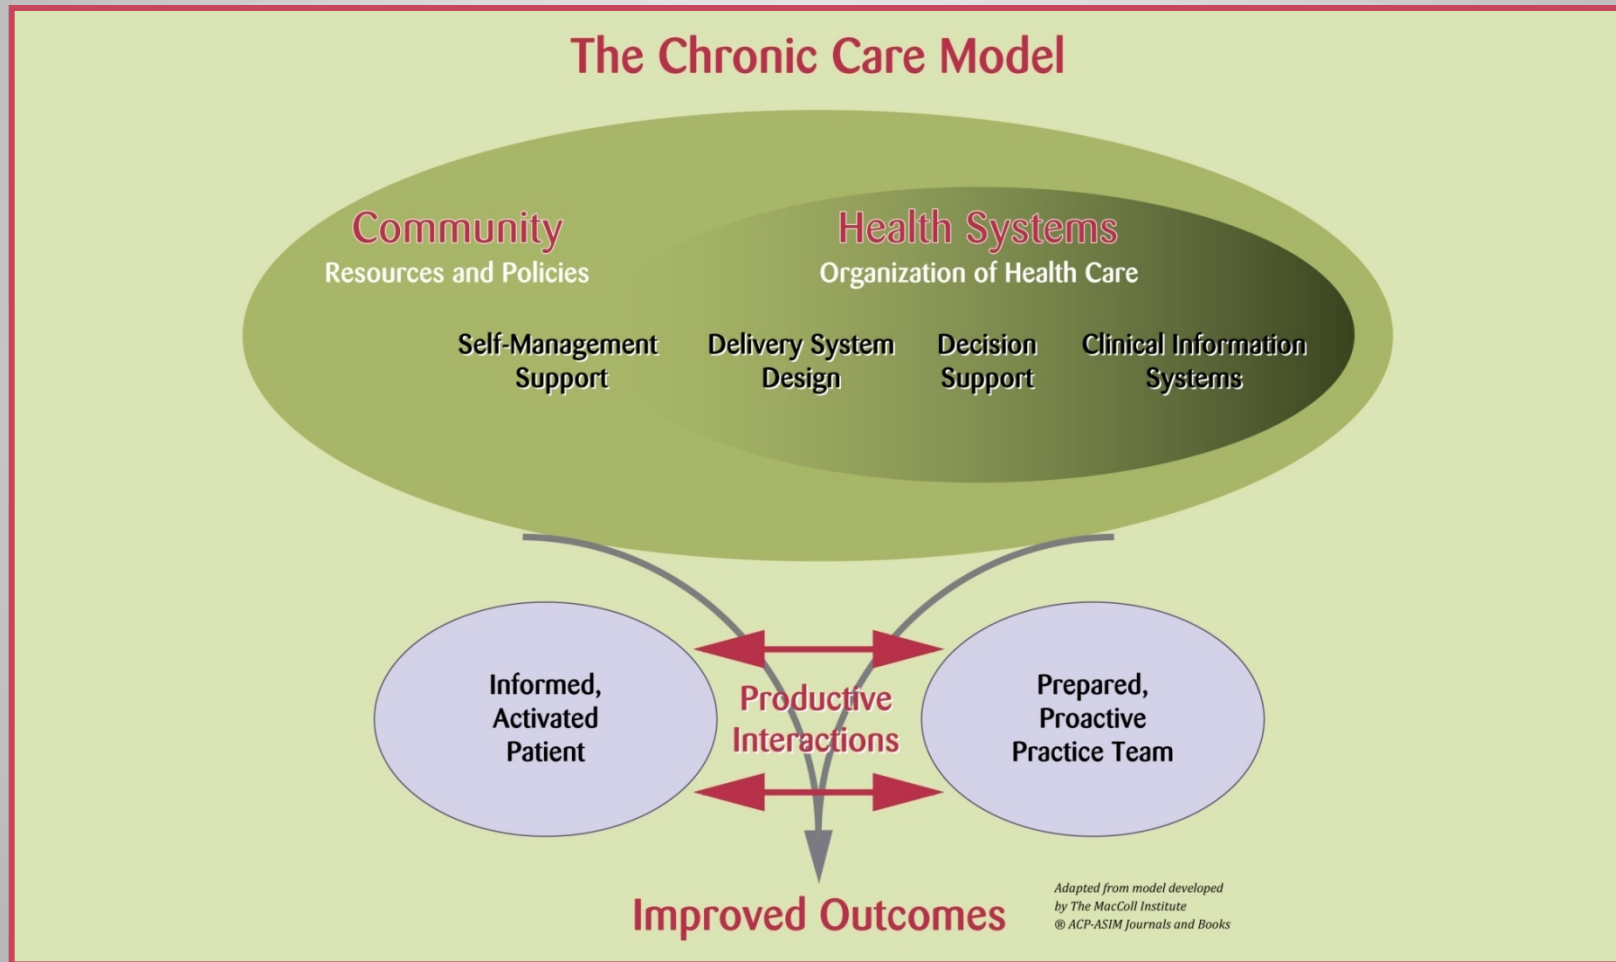 The Chronic Care Model
Community
Resources and Policies
Health Systems
Organization of Health Care
Self-Management
Support
Delivery System
Design
Decision
Support
Clinical Information
Systems
Informed,
Activated
Patient
Productive
Interactions
Prepared,
Proactive
Practice Team
Improved Outcomes
Adapted from model developed
by The MacColl Institute
® ACP-ASIM Journals and Books